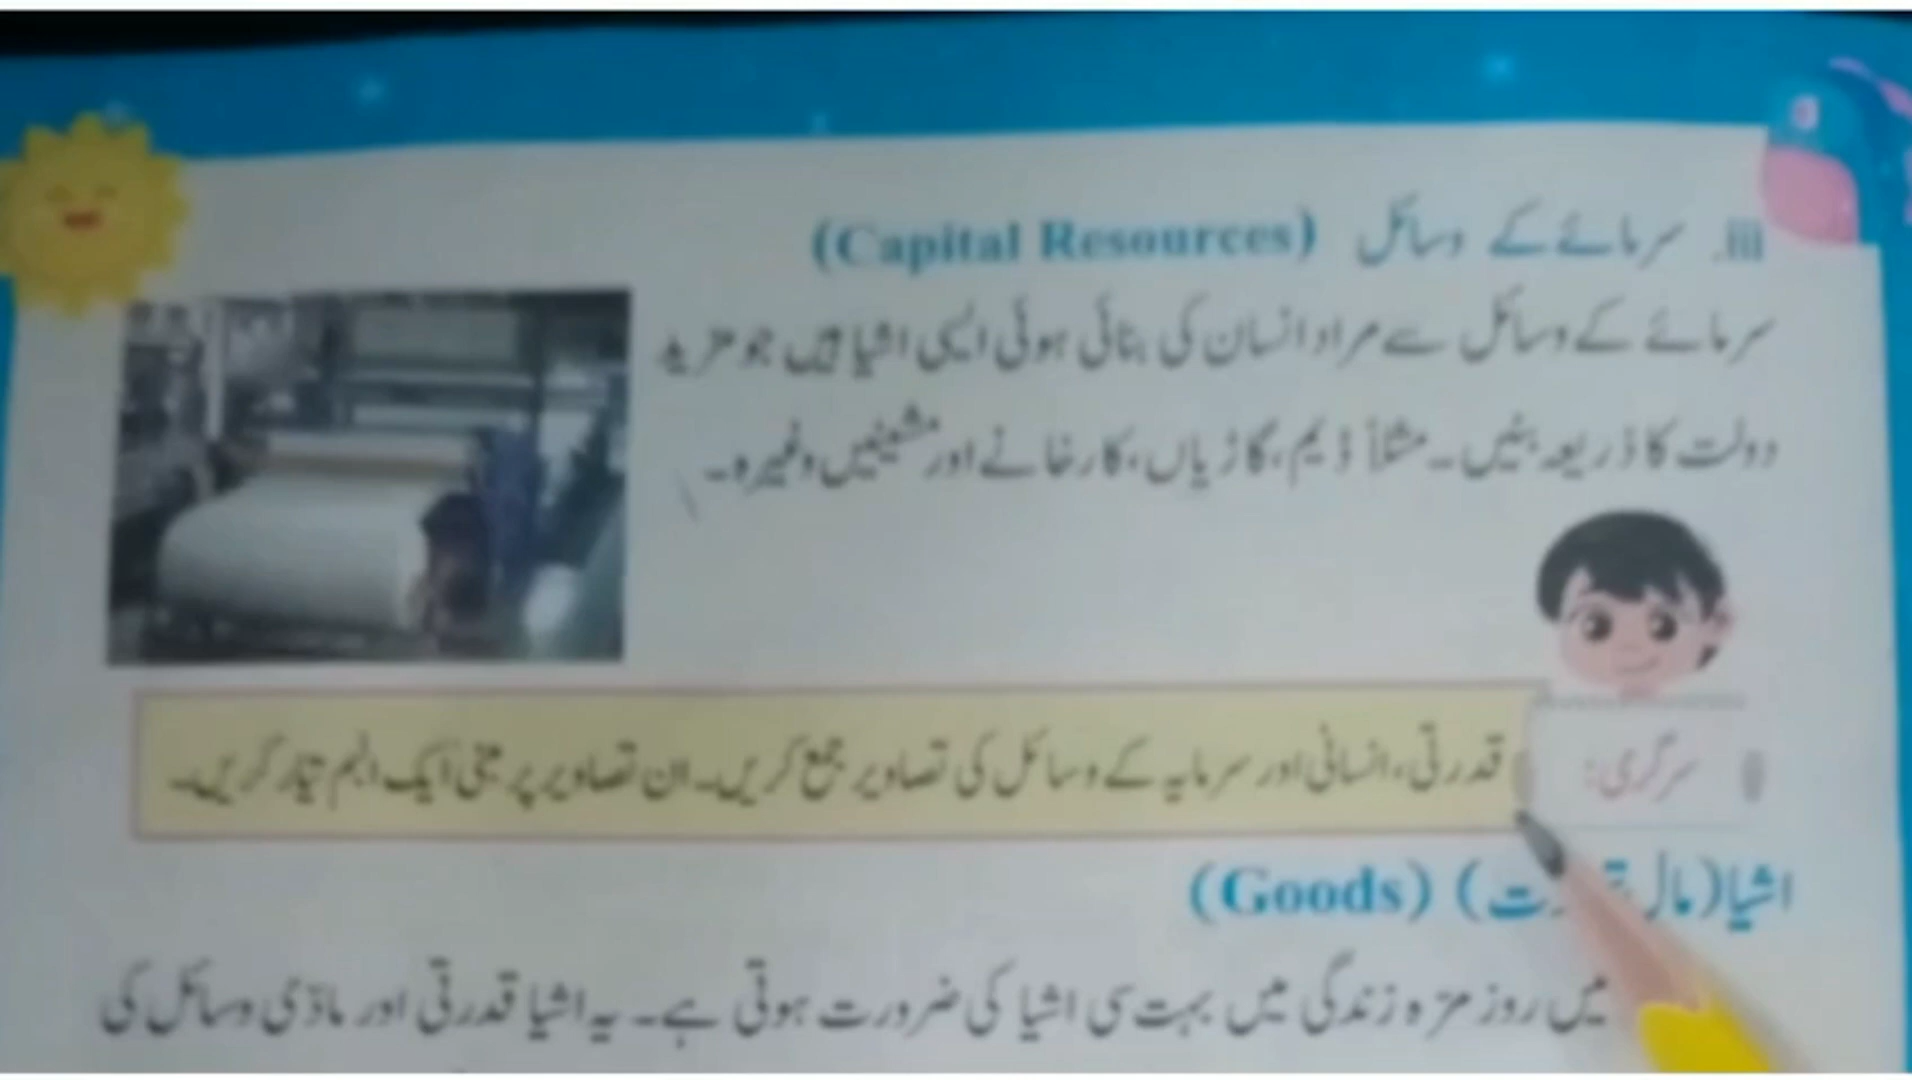 iii. سرمائے کے وسائل (Capital Resources)
سرمائے کے وسائل سے مراد انسان کی بنائی ہوئی ایسی اشیا ہیں جو مزید
دولت کا ذریعہ بنیں۔ مثلاً ڈیم، گاڑیاں، کارخانے اور مشینیں وغیرہ۔
سرگرمی: قدرتی، انسانی اور سرمایہ کے وسائل کی تصاویر جمع کریں۔ ان تصاویر پر مبنی ایک البم تیار کریں۔
اشیا (مال) (Goods)
میں روزمرہ زندگی میں بہت سی اشیا کی ضرورت ہوتی ہے۔ یہ اشیا قدرتی اور مادّی وسائل کی